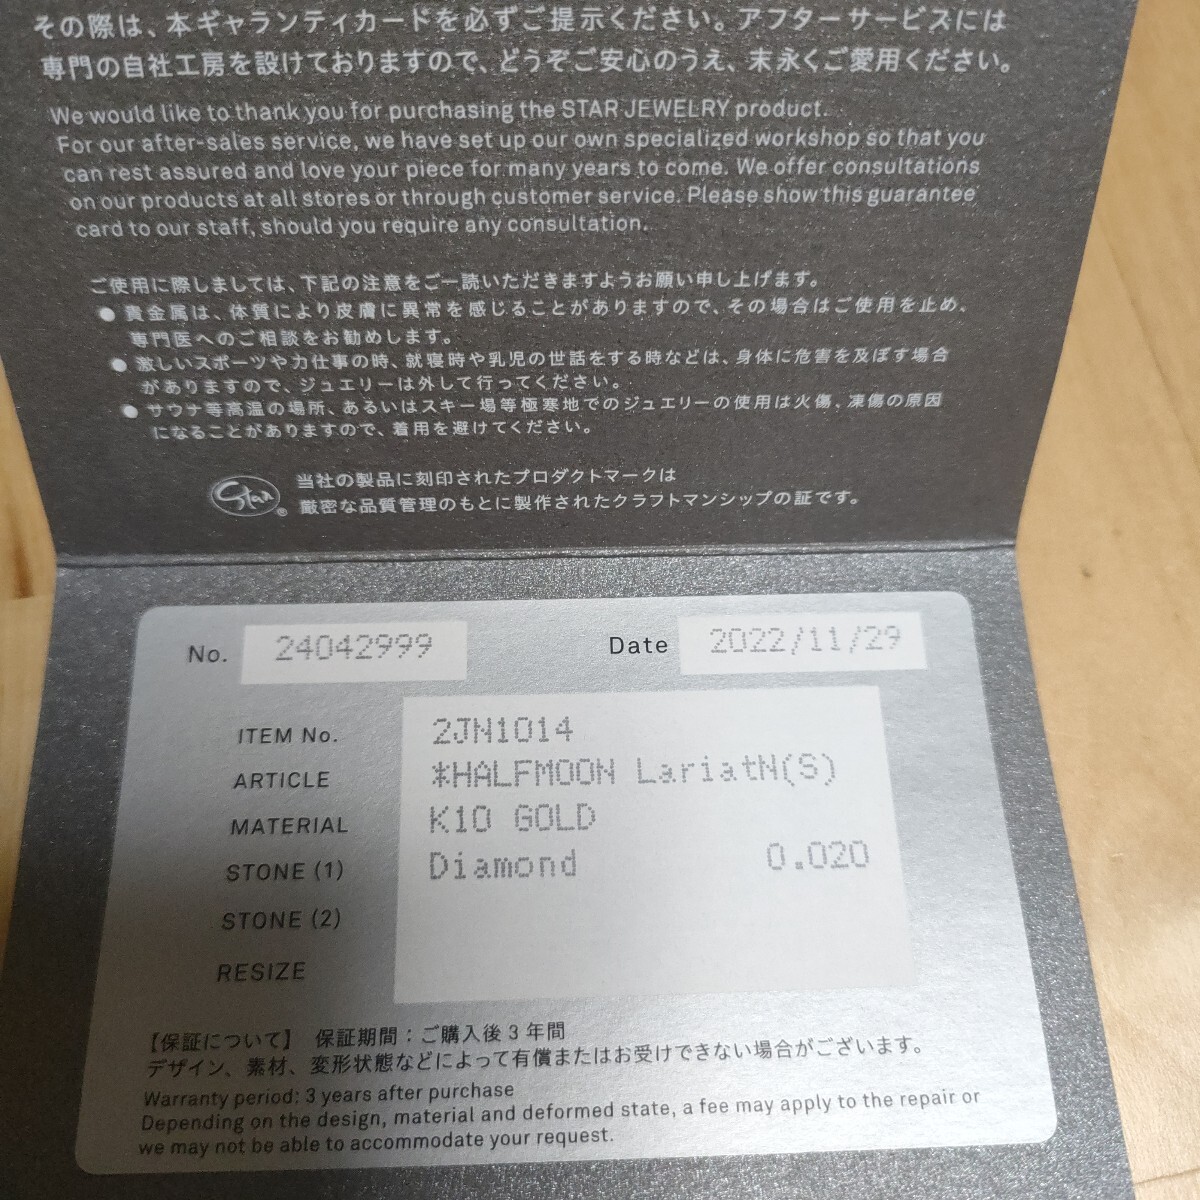 その際は、本ギャランティカードを必ずご提示ください。アフターサービスには
専門の自社工房を設けておりますので、どうぞご安心のうえ、末永くご愛用ください。
We would like to thank you for purchasing the STAR JEWELRY product.
For our after-sales service, we have set up our own specialized workshop so that you
can rest assured and love your piece for many years to come. We offer consultations
on our products at all stores or through customer service. Please show this guarantee
card to our staff, should you require any consultation.
ご使用に際しましては、下記の注意をご一読いただきますようお願い申し上げます。
●貴金属は、体質により皮膚に異常を感じることがありますので、その場合はご使用を止め、
専門医へのご相談をお勧めします。
●激しいスポーツや力仕事の時、就寝時や乳児の世話をする時などは、身体に危害を及ぼす場合
がありますので、ジュエリーは外して行ってください。
●サウナ等高温の場所、あるいはスキー場等極寒地でのジュエリーの使用は火傷、凍傷の原因
になることがありますので、着用を避けてください。
Star®
当社の製品に刻印されたプロダクトマークは
厳密な品質管理のもとに製作されたクラフトマンシップの証です。
No. 24042999 Date 2022/11/29
ITEM No. 2JN1014
ARTICLE *HALFMOON LariatN(S)
MATERIAL K10 GOLD
STONE (1) Diamond 0.020
STONE (2)
RESIZE
【保証について】 保証期間：ご購入後3年間
デザイン、素材、変形状態などによって有償またはお受けできない場合がございます。
Warranty period: 3 years after purchase
Depending on the design, material and deformed state, a fee may apply to the repair or
we may not be able to accommodate your request.